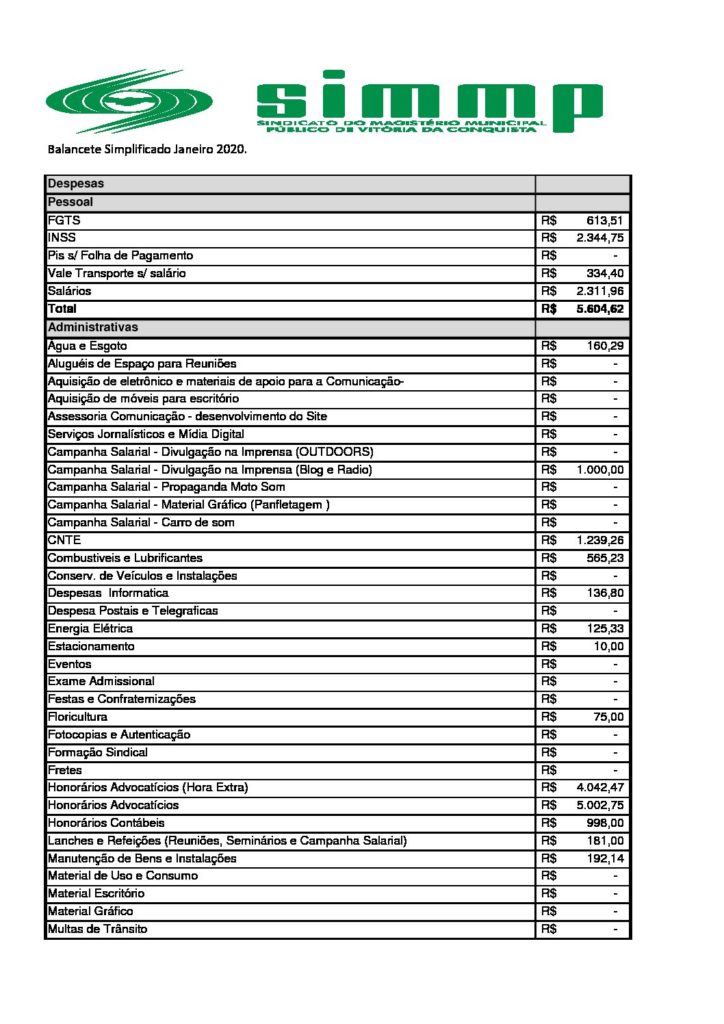 simmp
SINDICATO DO MAGISTÉRIO MUNICIPAL
PÚBLICO DE VITÓRIA DA CONQUISTA
Balancete Simplificado Janeiro 2020.
Despesas
Pessoal
FGTS R$ 613,51
INSS R$ 2.344,75
Pis s/ Folha de Pagamento R$ -
Vale Transporte s/ salário R$ 334,40
Salários R$ 2.311,96
Total R$ 5.604,62
Administrativas
Água e Esgoto R$ 160,29
Aluguéis de Espaço para Reuniões R$ -
Aquisição de eletrônico e materiais de apoio para a Comunicação- R$ -
Aquisição de móveis para escritório R$ -
Assessoria Comunicação - desenvolvimento do Site R$ -
Serviços Jornalísticos e Mídia Digital R$ -
Campanha Salarial - Divulgação na Imprensa (OUTDOORS) R$ -
Campanha Salarial - Divulgação na Imprensa (Blog e Radio) R$ 1.000,00
Campanha Salarial - Propaganda Moto Som R$ -
Campanha Salarial - Material Gráfico (Panfletagem ) R$ -
Campanha Salarial - Carro de som R$ -
CNTE R$ 1.239,26
Combustiveis e Lubrificantes R$ 565,23
Conserv. de Veículos e Instalações R$ -
Despesas Informatica R$ 136,80
Despesa Postais e Telegraficas R$ -
Energia Elétrica R$ 125,33
Estacionamento R$ 10,00
Eventos R$ -
Exame Admissional R$ -
Festas e Confraternizações R$ -
Floricultura R$ 75,00
Fotocopias e Autenticação R$ -
Formação Sindical R$ -
Fretes R$ -
Honorários Advocatícios (Hora Extra) R$ 4.042,47
Honorários Advocatícios R$ 5.002,75
Honorários Contábeis R$ 998,00
Lanches e Refeições (Reuniões, Seminários e Campanha Salarial) R$ 181,00
Manutenção de Bens e Instalações R$ 192,14
Material de Uso e Consumo R$ -
Material Escritório R$ -
Material Gráfico R$ -
Multas de Trânsito R$ -